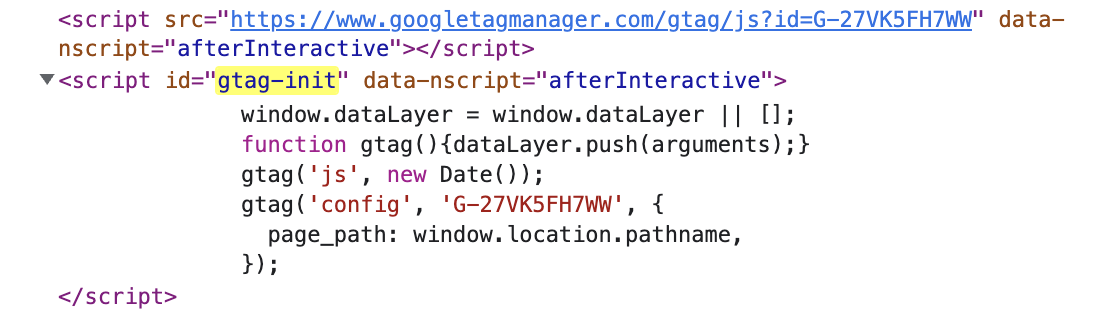 <script src="https://www.googletagmanager.com/gtag/js?id=G-27VK5FH7WW" data-
nscript="afterInteractive"></script>
<script id="gtag-init" data-nscript="afterInteractive">
window.dataLayer = window.dataLayer || [];
function gtag(){dataLayer.push(arguments);}
gtag('js', new Date());
gtag('config', 'G-27VK5FH7WW', {
page_path: window.location.pathname,
});
</script>